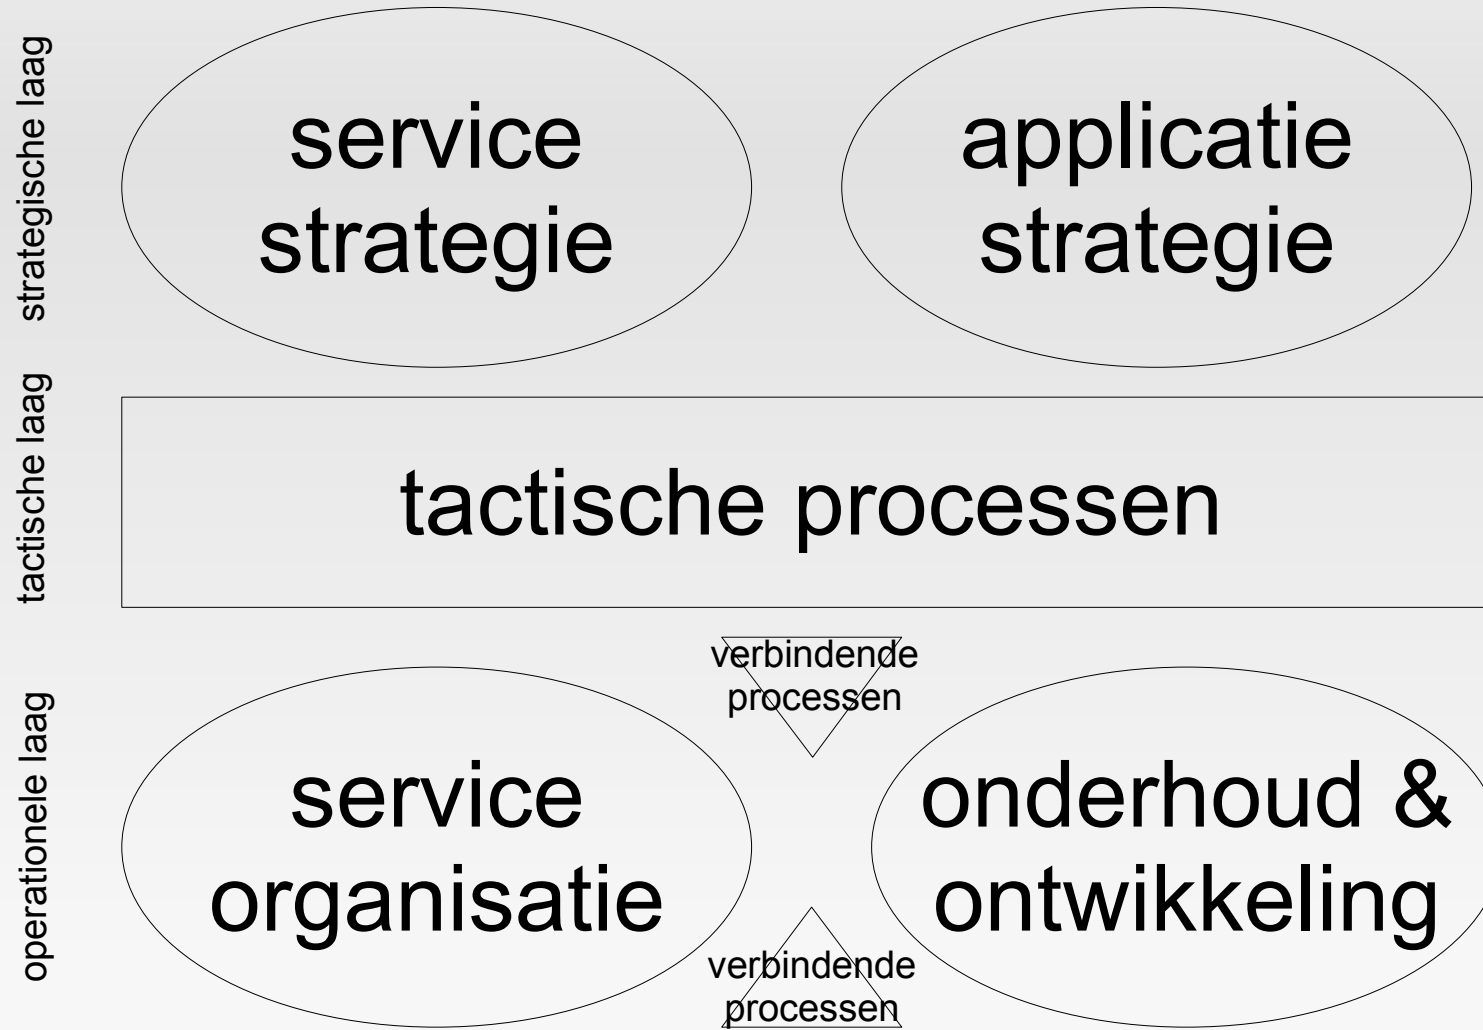 strategische laag
service
strategie
applicatie
strategie
tactische laag
tactische processen
operationele laag
verbindende
processen
service
organisatie
onderhoud &
ontwikkeling
verbindende
processen